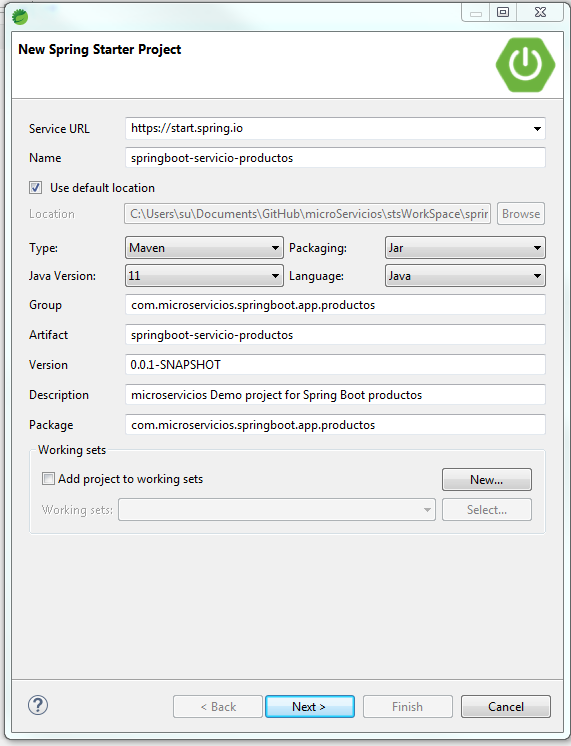 New Spring Starter Project
Service URL https://start.spring.io
Name springboot-servicio-productos
Use default location
Location C:\Users\su\Documents\GitHub\microServicios\stsWorkSpace\sprin Browse
Type: Maven Packaging: Jar
Java Version: 11 Language: Java
Group com.microservicios.springboot.app.productos
Artifact springboot-servicio-productos
Version 0.0.1-SNAPSHOT
Description microservicios Demo project for Spring Boot productos
Package com.microservicios.springboot.app.productos
Working sets
Add project to working sets New...
Working sets: Select...
? < Back Next > Finish Cancel